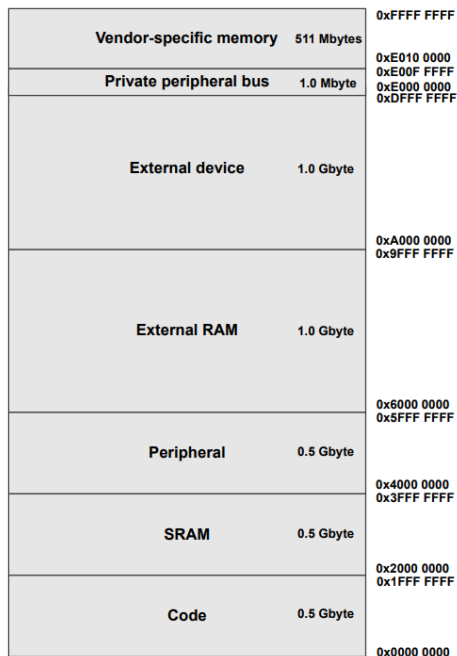 0xFFFF FFFF
Vendor-specific memory 511 Mbytes
0xE010 0000
0xE00F FFFF
Private peripheral bus 1.0 Mbyte
0xE000 0000
0xDFFF FFFF
External device 1.0 Gbyte
0xA000 0000
0x9FFF FFFF
External RAM 1.0 Gbyte
0x6000 0000
0x5FFF FFFF
Peripheral 0.5 Gbyte
0x4000 0000
0x3FFF FFFF
SRAM 0.5 Gbyte
0x2000 0000
0x1FFF FFFF
Code 0.5 Gbyte
0x0000 0000